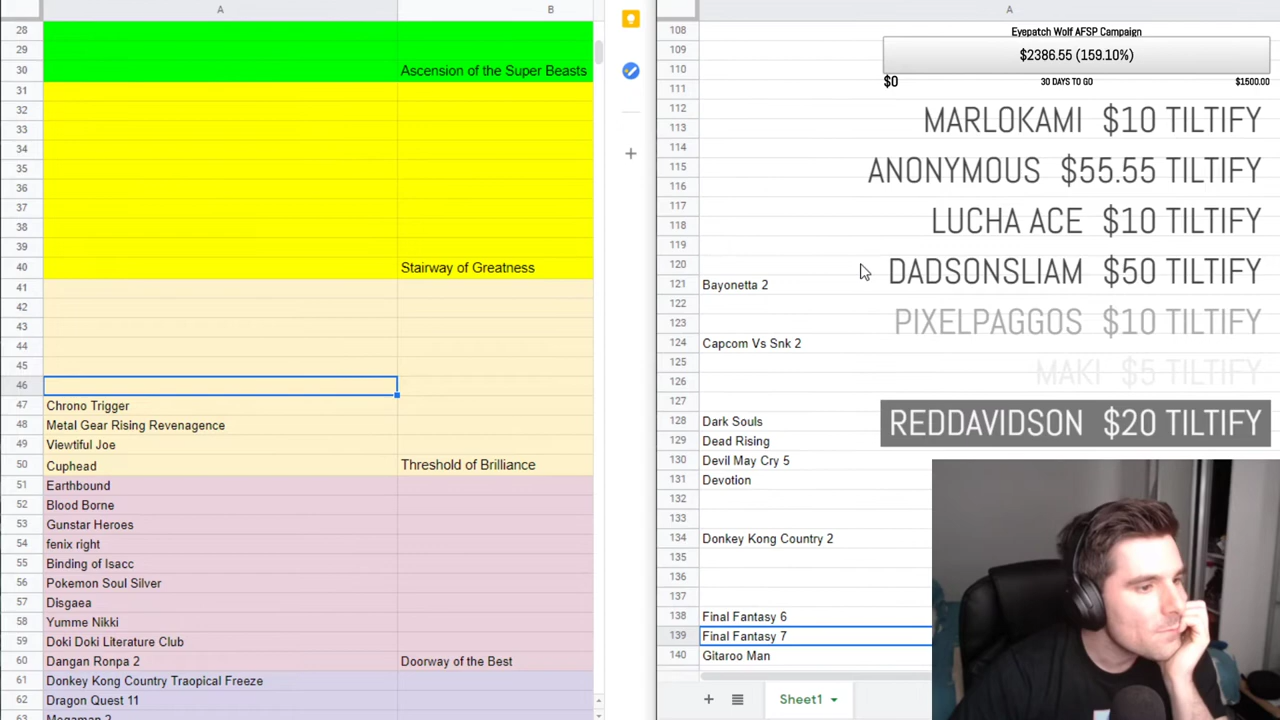 A
B
28
29
30 Ascension of the Super Beasts
31
32
33
34
35
36
37
38
39
40 Stairway of Greatness
41
42
43
44
45
46
47 Chrono Trigger
48 Metal Gear Rising Revenagence
49 Viewtiful Joe
50 Cuphead Threshold of Brilliance
51 Earthbound
52 Blood Borne
53 Gunstar Heroes
54 fenix right
55 Binding of Isacc
56 Pokemon Soul Silver
57 Disgaea
58 Yumme Nikki
59 Doki Doki Literature Club
60 Dangan Ronpa 2 Doorway of the Best
61 Donkey Kong Country Traopical Freeze
62 Dragon Quest 11
63 Megaman 2
A
108
109
110
111
112
113
114
115
116
117
118
119
120
121 Bayonetta 2
122
123
124 Capcom Vs Snk 2
125
126
127
128 Dark Souls
129 Dead Rising
130 Devil May Cry 5
131 Devotion
132
133
134 Donkey Kong Country 2
135
136
137
138 Final Fantasy 6
139 Final Fantasy 7
140 Gitaroo Man
Sheet1
Eyepatch Wolf AFSP Campaign
$2386.55 (159.10%)
$0 30 DAYS TO GO $1500.00
MARLOKAMI $10 TILTIFY
ANONYMOUS $55.55 TILTIFY
LUCHA ACE $10 TILTIFY
DADSONSLIAM $50 TILTIFY
PIXELPAGGOS $10 TILTIFY
MAKI $5 TILTIFY
REDDAVIDSON $20 TILTIFY